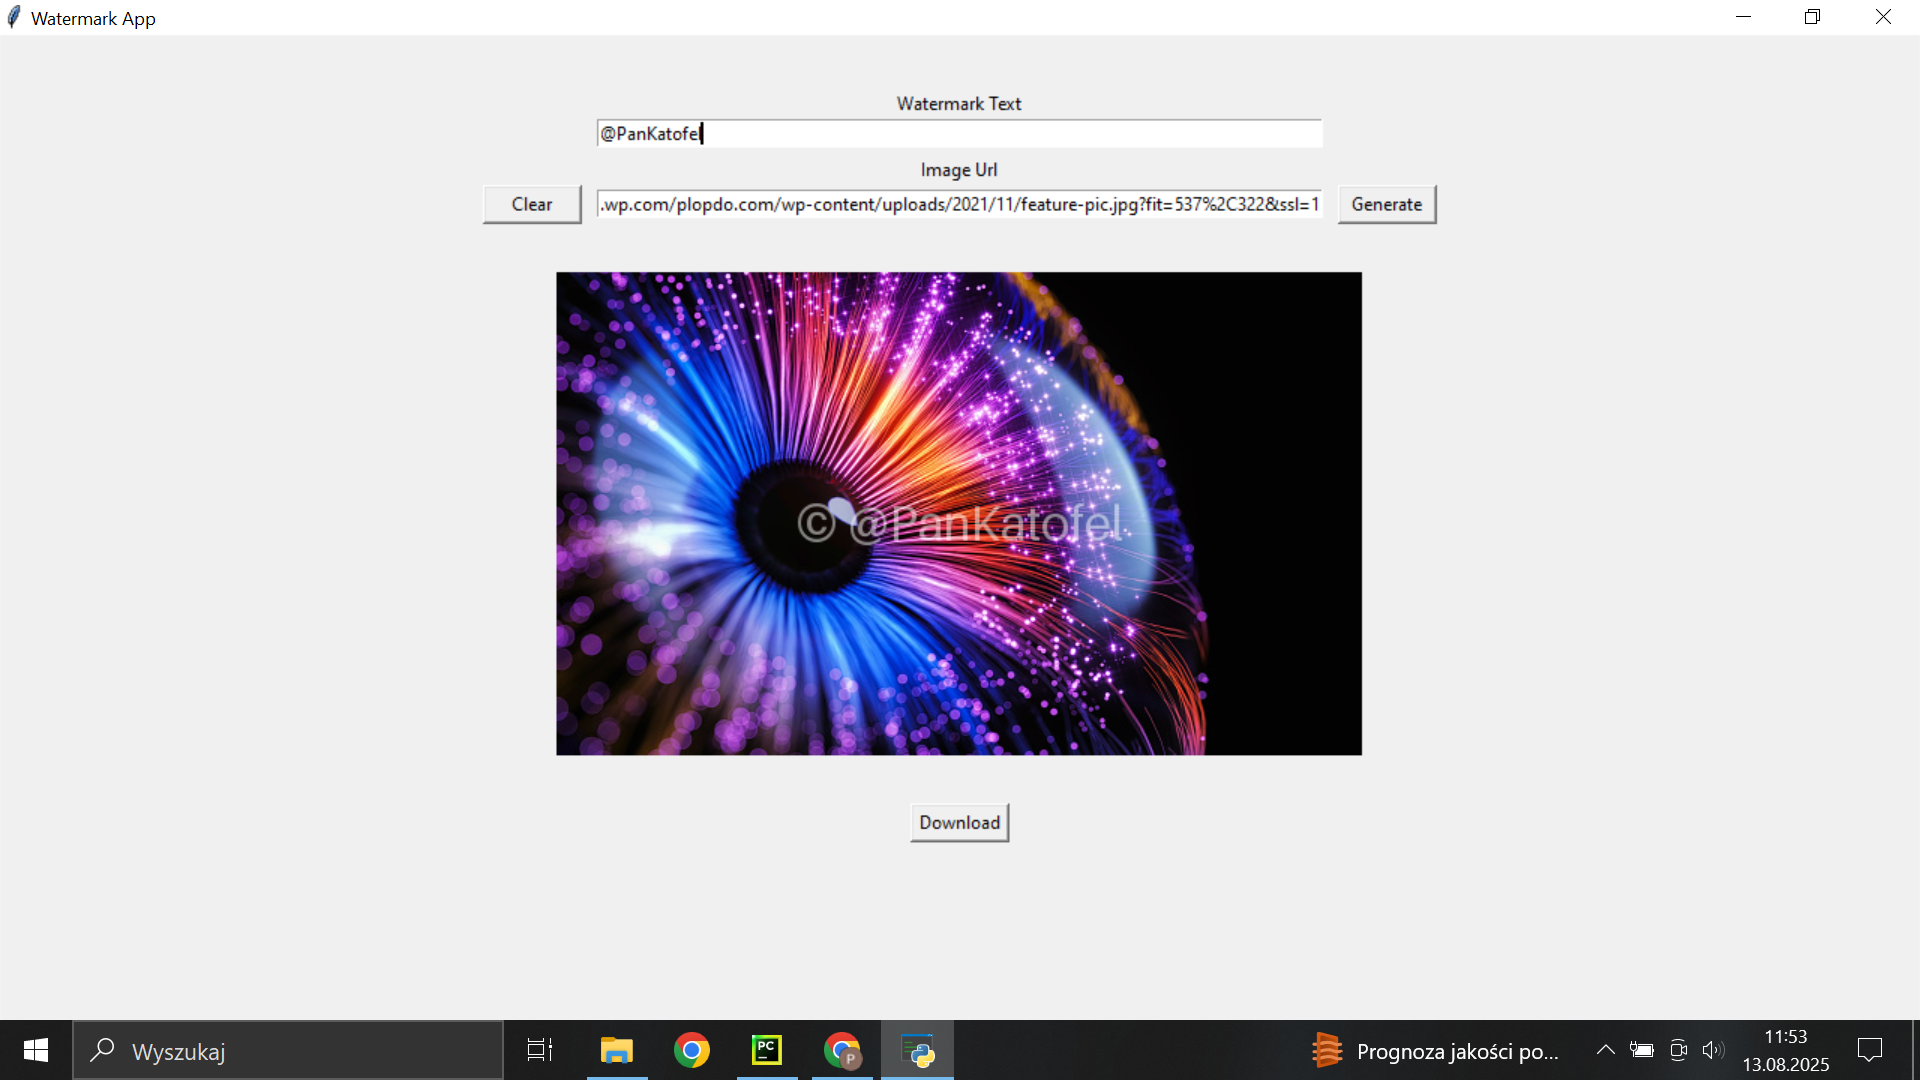 Watermark App
Watermark Text
@PanKatofel
Image Url
Clear
.wp.com/plopdo.com/wp-content/uploads/2021/11/feature-pic.jpg?fit=537%2C322&ssl=1
Generate
© @PanKatofel
Download
Wyszukaj
PC
P
Prognoza jakości po...
11:53
13.08.2025